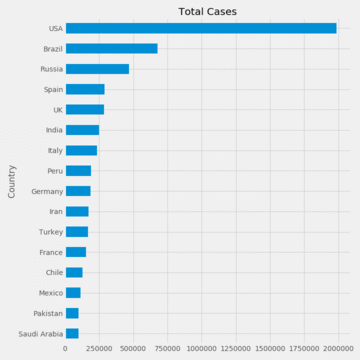 Total Cases
Country
USA
Brazil
Russia
Spain
UK
India
Italy
Peru
Germany
Iran
Turkey
France
Chile
Mexico
Pakistan
Saudi Arabia
0 250000 500000 750000 1000000 1250000 1500000 1750000 2000000